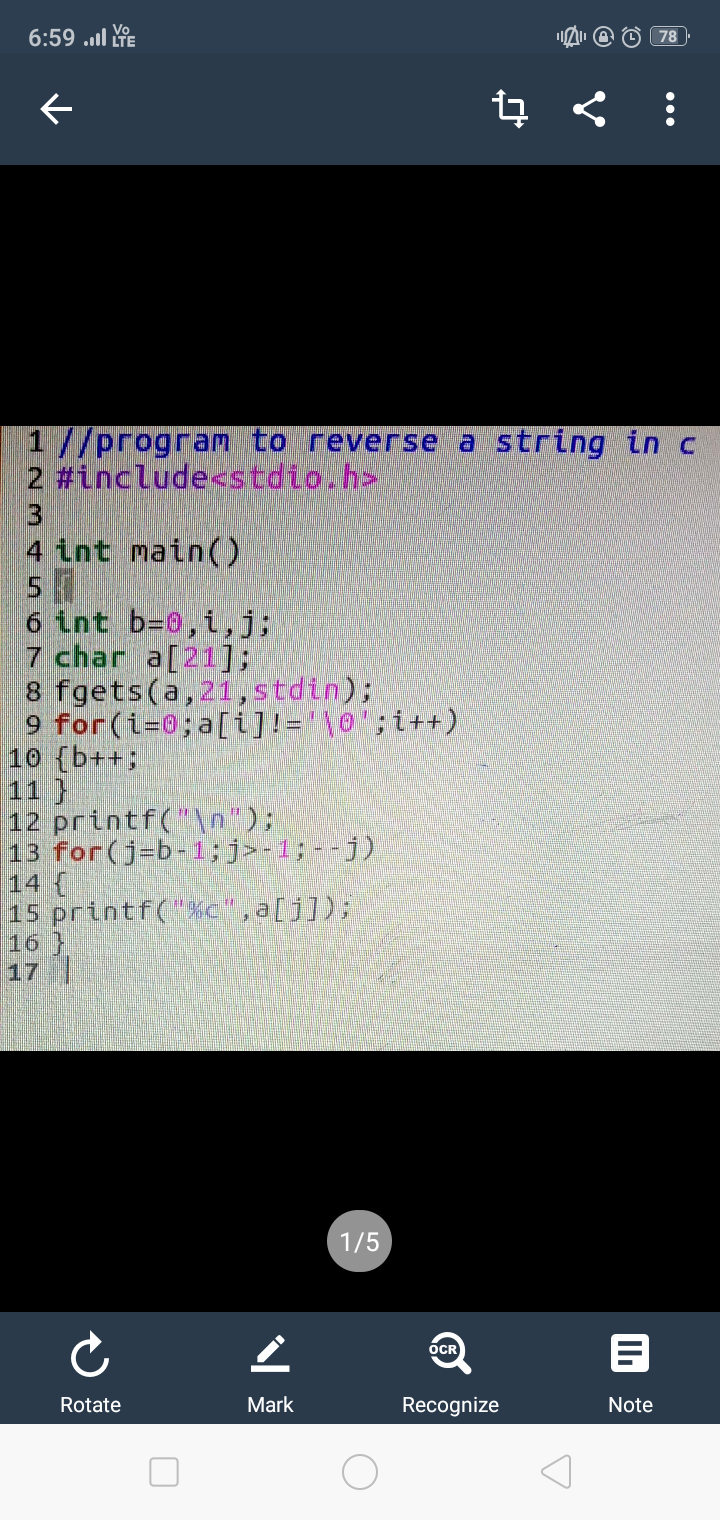 6:59 Vo LTE 78
1 //program to reverse a string in c
2 #include<stdio.h>
3
4 int main()
5 {
6 int b=0,i,j;
7 char a[21];
8 fgets(a,21,stdin);
9 for(i=0;a[i]!='\0';i++)
10 {b++;
11 }
12 printf("\n");
13 for(j=b-1;j>-1;--j)
14 {
15 printf("%c",a[j]);
16 }
17
1/5
OCR
Rotate Mark Recognize Note